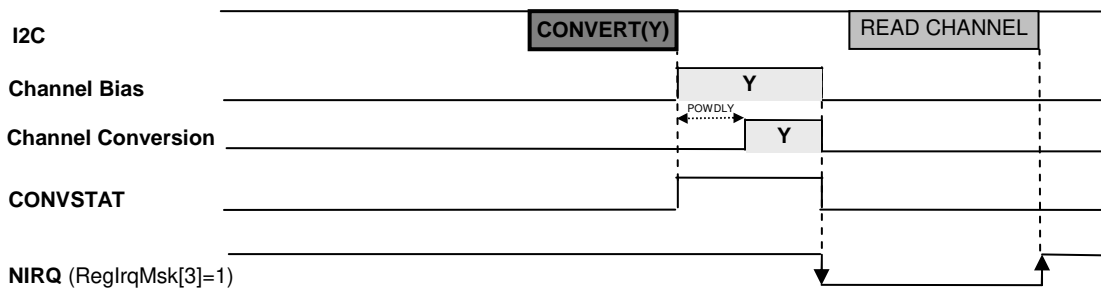 I2C
CONVERT(Y)
READ CHANNEL
Channel Bias
Y
POWDLY
Channel Conversion
Y
CONVSTAT
NIRQ (RegIrqMsk[3]=1)